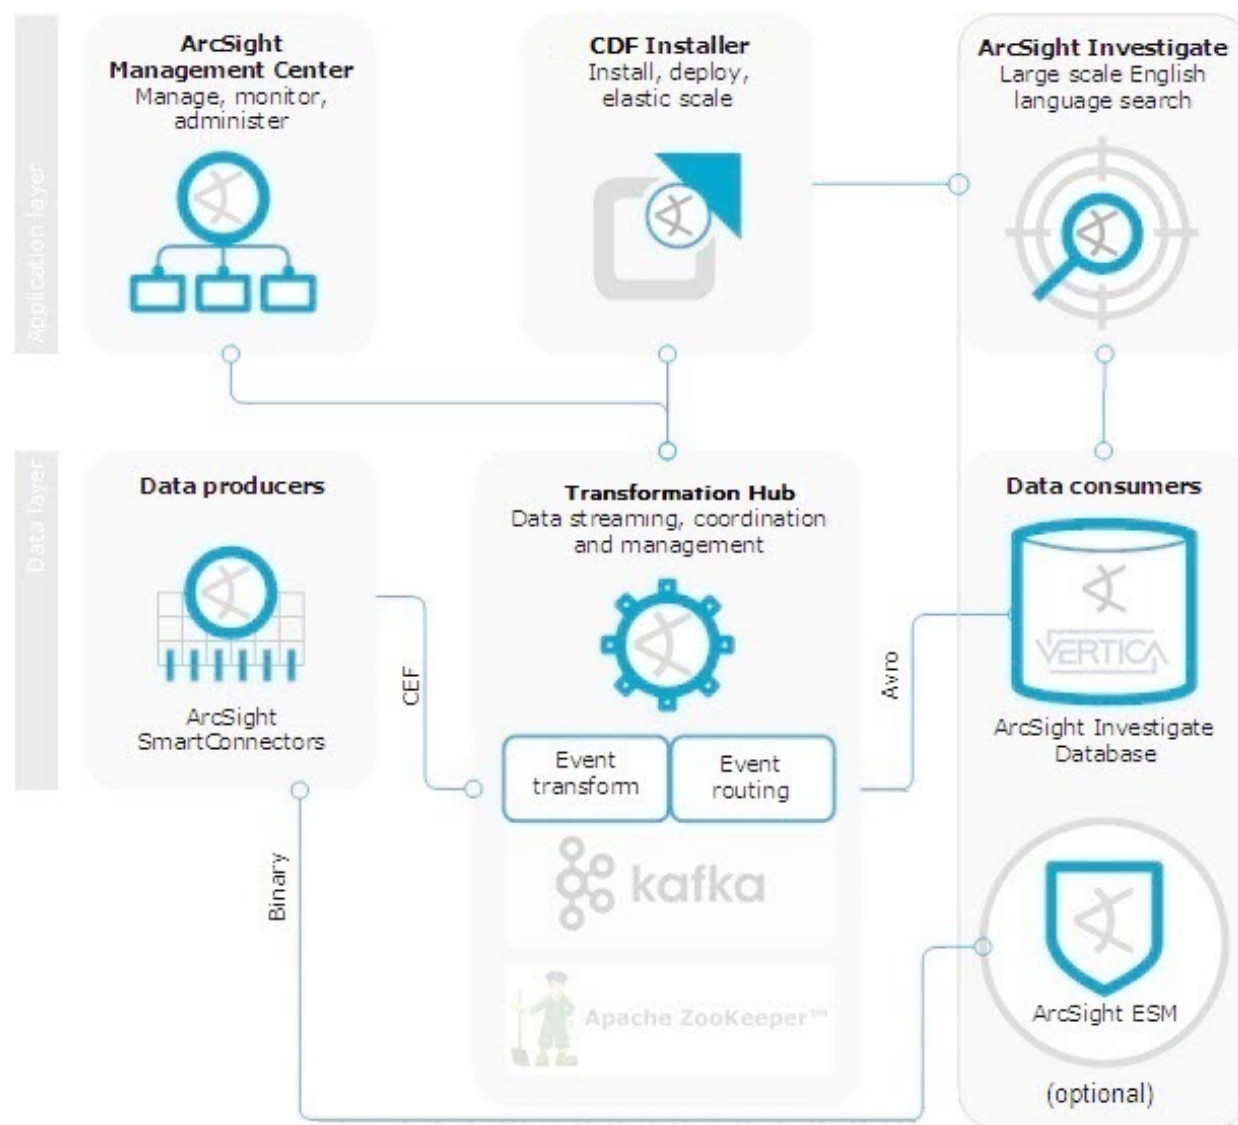 ArcSight
Management Center
Manage, monitor,
administer
CDF Installer
Install, deploy,
elastic scale
ArcSight Investigate
Large scale English
language search
Application layer
Data layer
Data producers
ArcSight
SmartConnectors
CEF
Binary
Transformation Hub
Data streaming, coordination
and management
Event
transform
Event
routing
kafka
Apache ZooKeeper™
Avro
Data consumers
VERTICA
ArcSight Investigate
Database
ArcSight ESM
(optional)